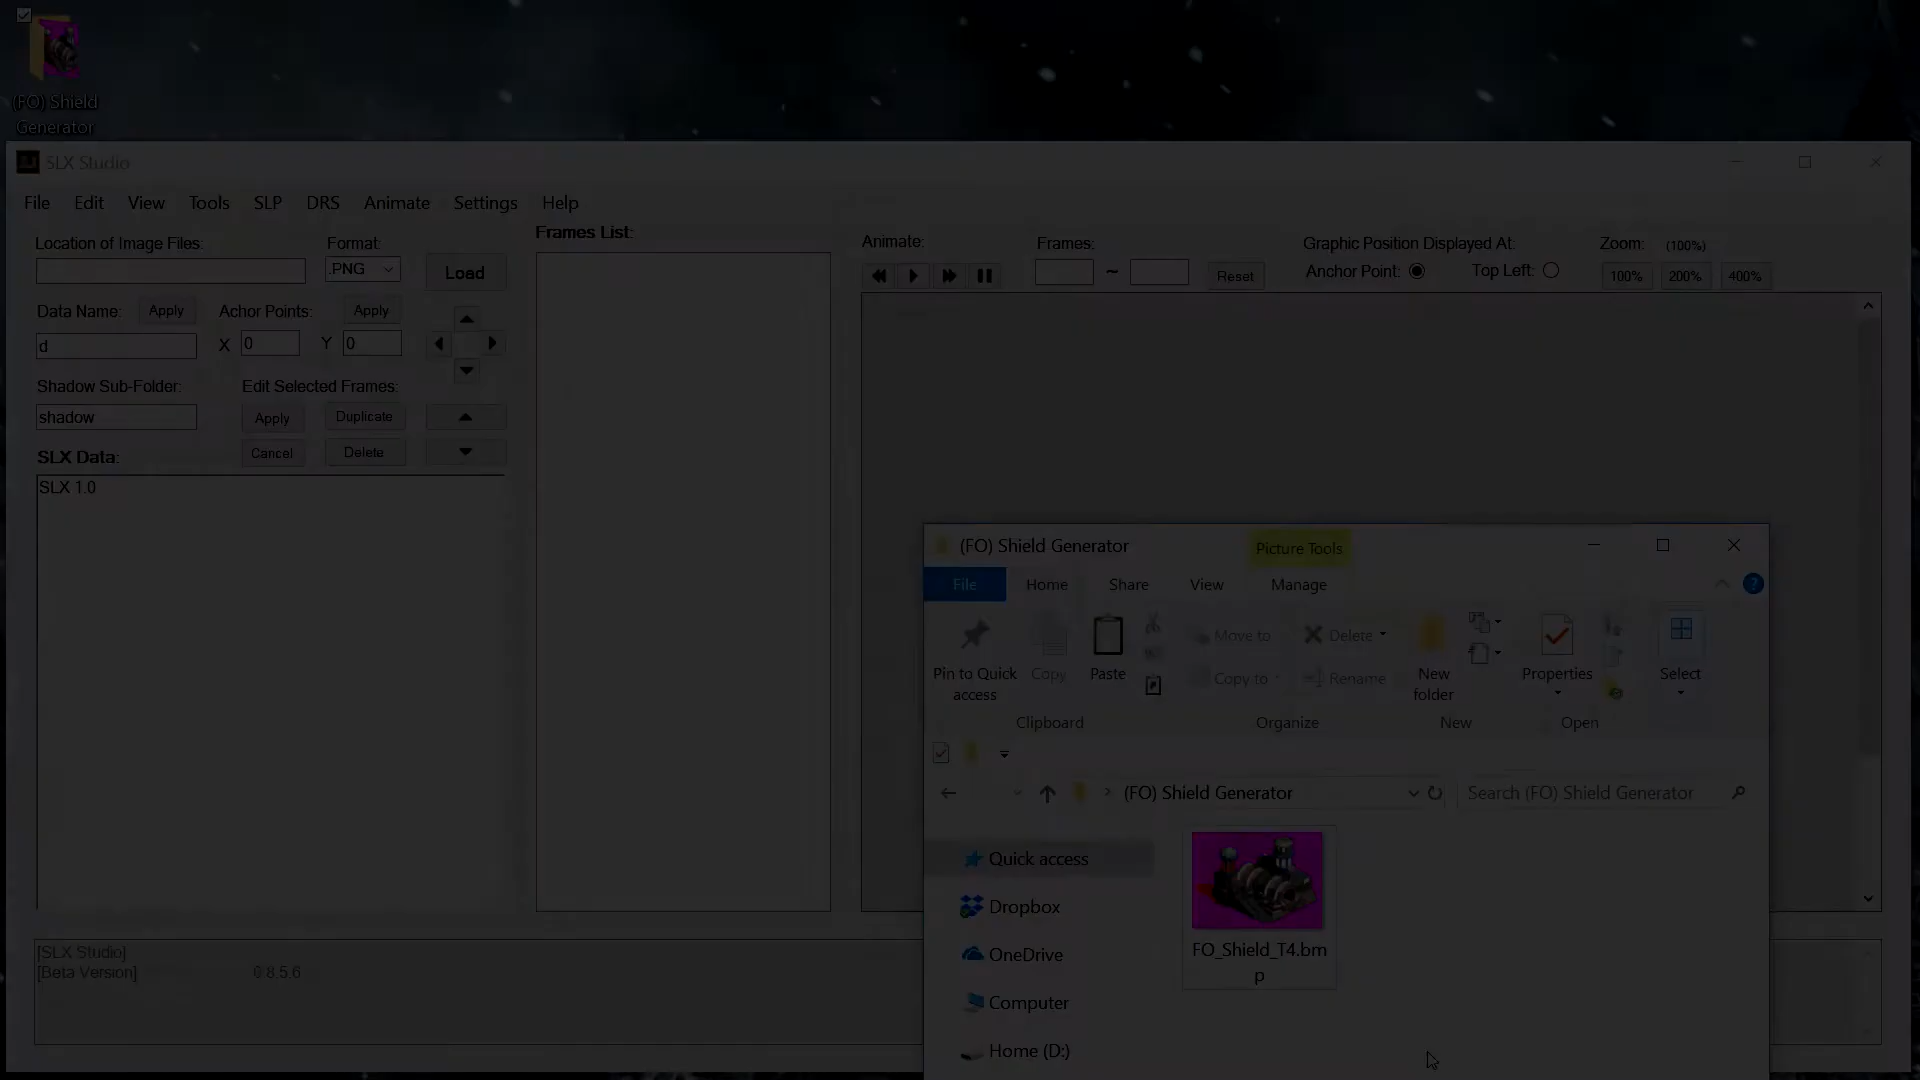 (FO) Shield
Generator
SLX Studio
File Edit View Tools SLP DRS Animate Settings Help
Location of Image Files:
Format:
.PNG
Load
Data Name:
Apply
Achor Points:
Apply
d
X 0
Y 0
Shadow Sub-Folder:
Edit Selected Frames:
shadow
Apply
Duplicate
Cancel
Delete
SLX Data:
SLX 1.0
Frames List:
Animate:
Frames:
~
Reset
Graphic Position Displayed At:
Anchor Point:
Top Left:
Zoom: (100%)
100% 200% 400%
[SLX Studio]
[Beta Version] 0.8.5.6
(FO) Shield Generator
Picture Tools
File Home Share View Manage
Pin to Quick
access
Copy
Paste
Clipboard
Move to
Copy to
Delete
Rename
Organize
New
folder
New
Properties
Open
Select
(FO) Shield Generator
Search (FO) Shield Generator
Quick access
Dropbox
OneDrive
Computer
Home (D:)
FO_Shield_T4.bm
p